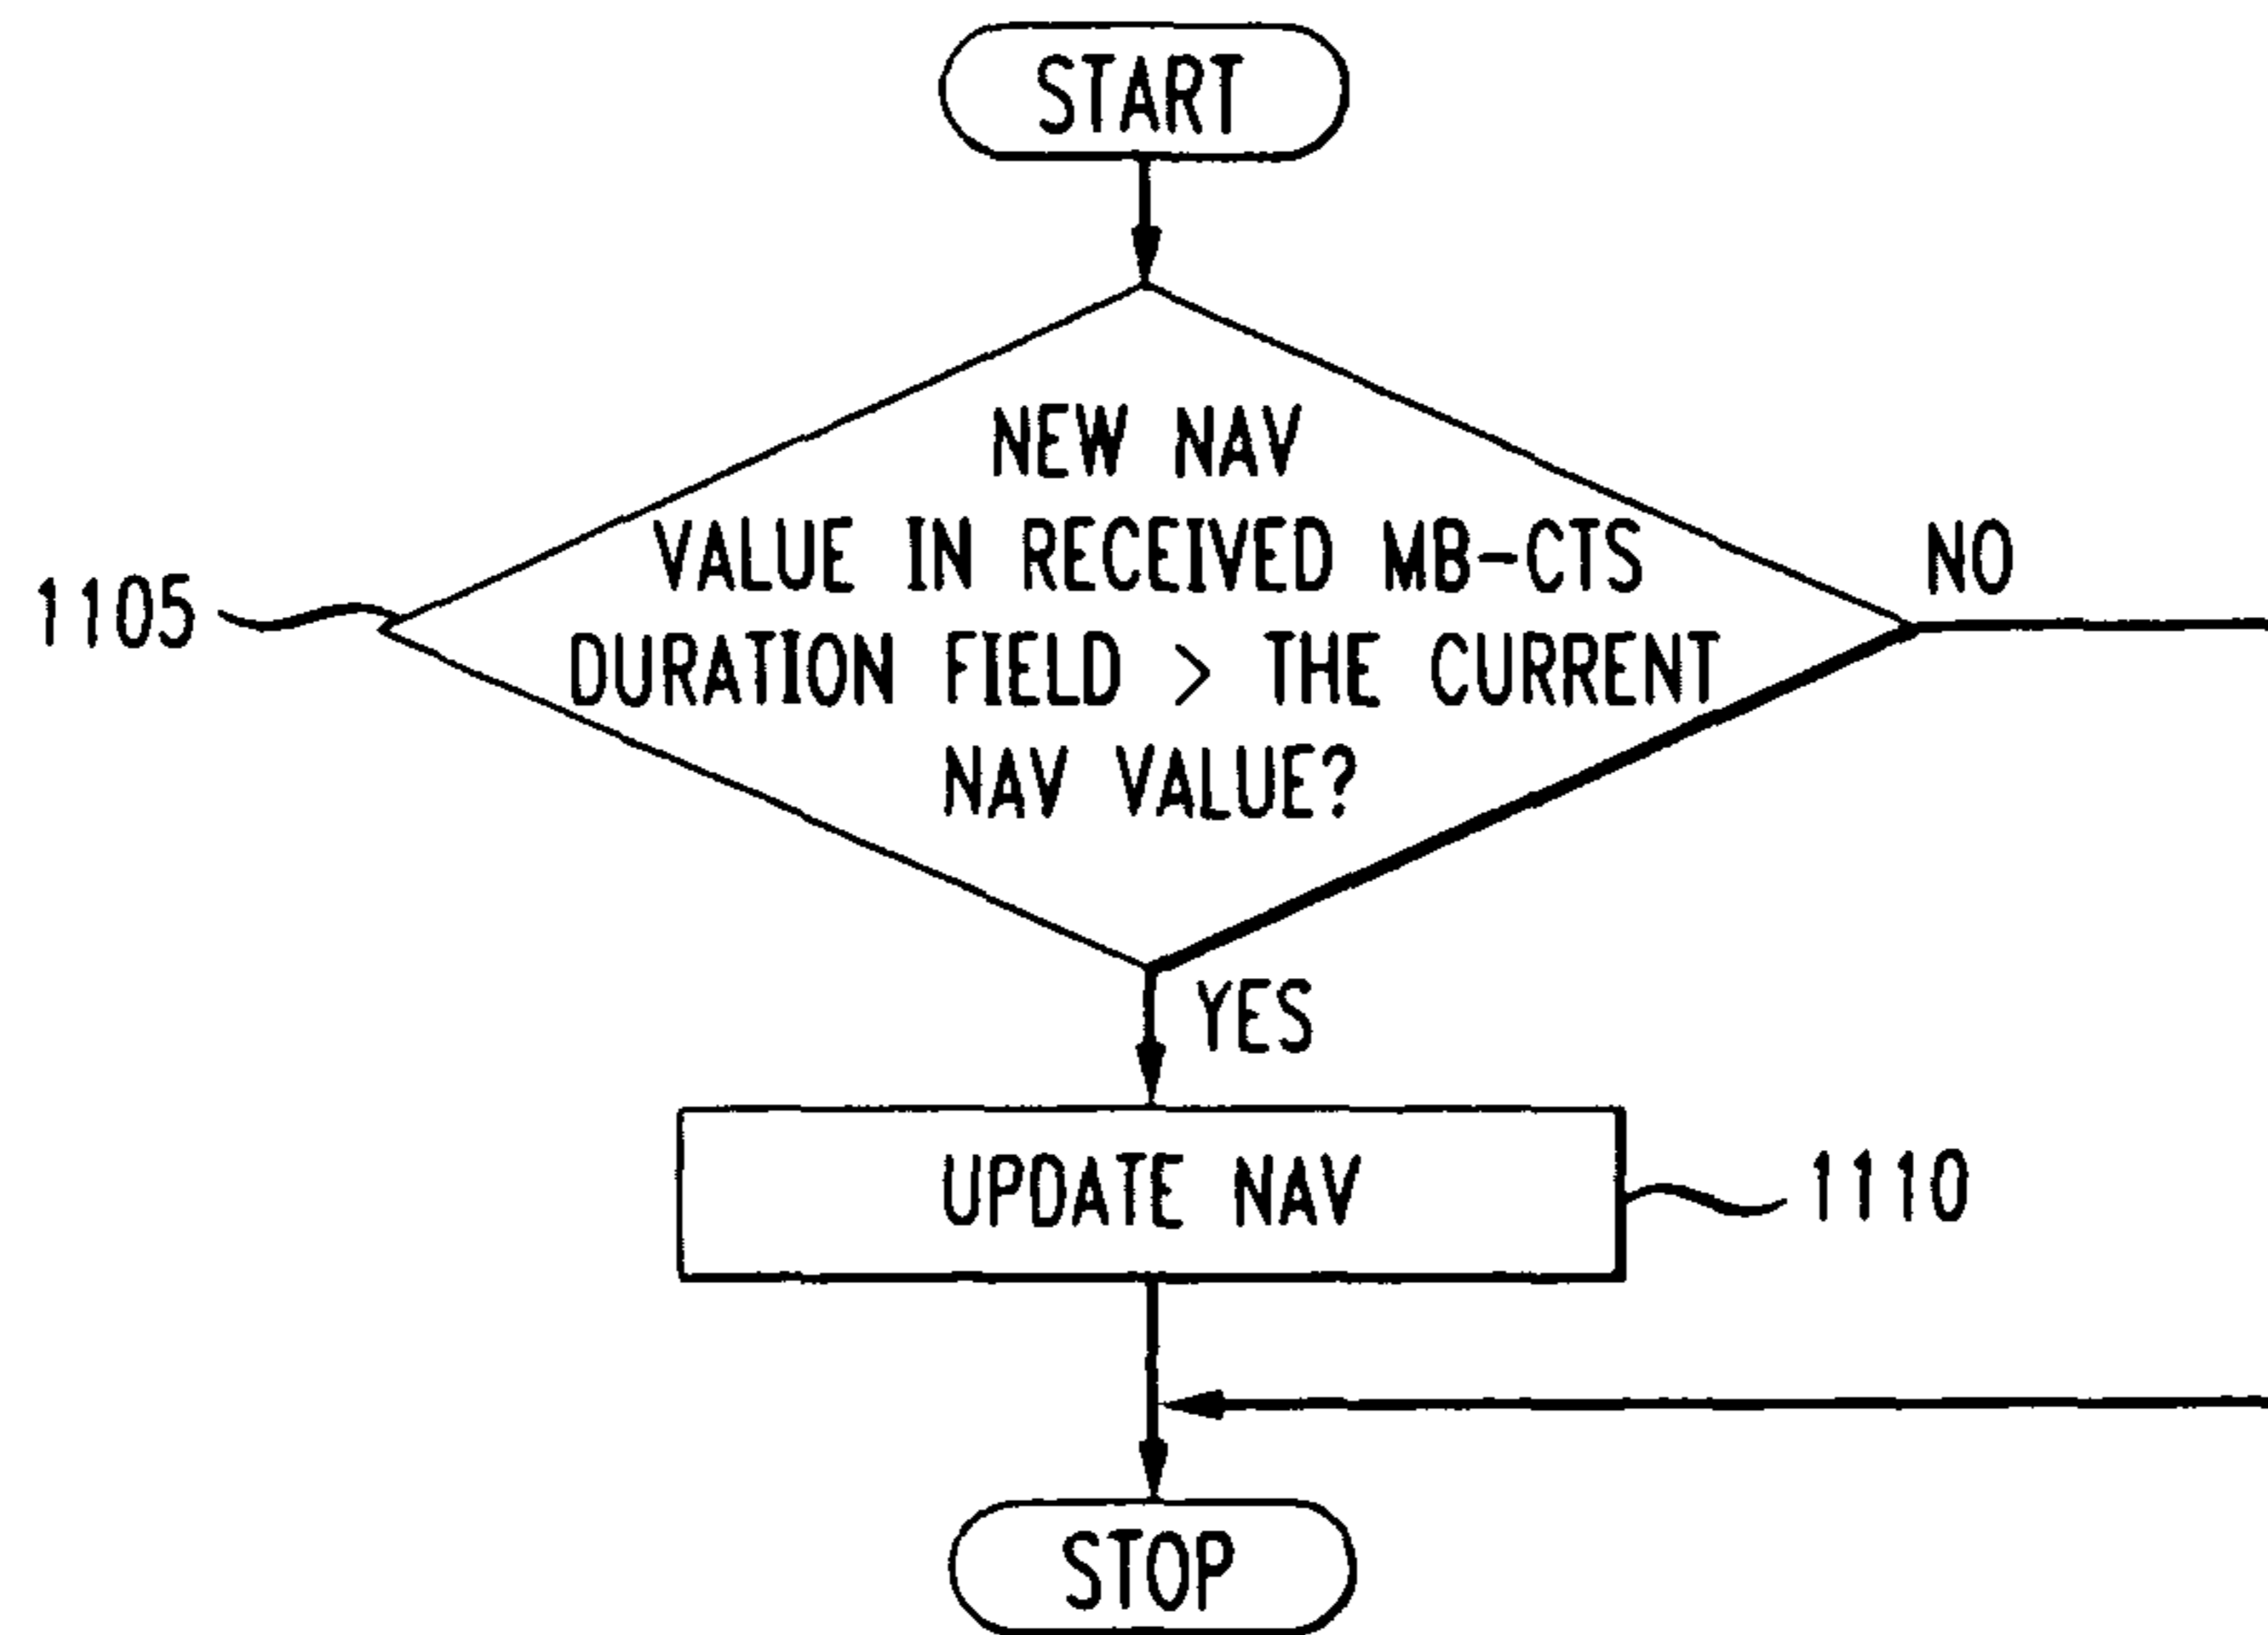 START
NEW NAV
VALUE IN RECEIVED MB-CTS
DURATION FIELD > THE CURRENT
NAV VALUE?
NO
1105
YES
UPDATE NAV
1110
STOP